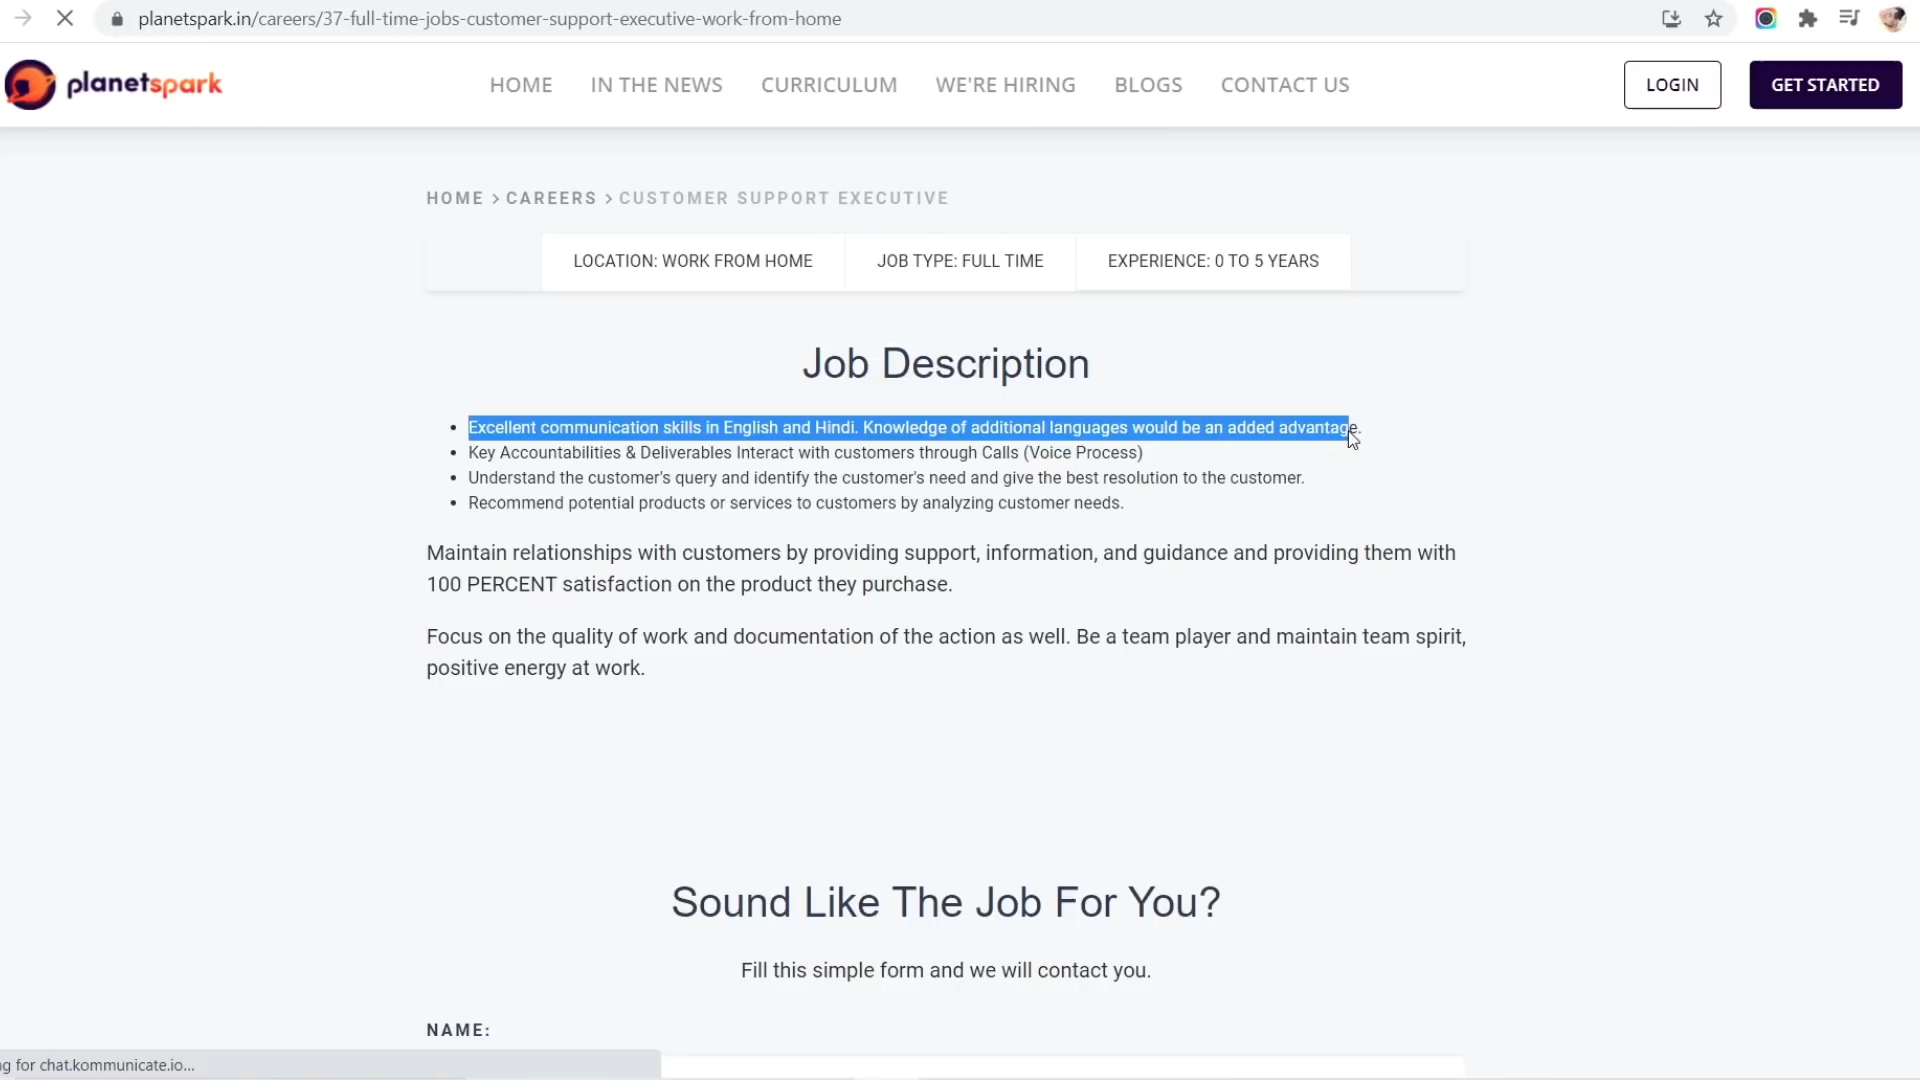 planetspark.in/careers/37-full-time-jobs-customer-support-executive-work-from-home
planetspark
HOME IN THE NEWS CURRICULUM WE'RE HIRING BLOGS CONTACT US
LOGIN
GET STARTED
HOME > CAREERS > CUSTOMER SUPPORT EXECUTIVE
LOCATION: WORK FROM HOME
JOB TYPE: FULL TIME
EXPERIENCE: 0 TO 5 YEARS
Job Description
• Excellent communication skills in English and Hindi. Knowledge of additional languages would be an added advantage.
• Key Accountabilities & Deliverables Interact with customers through Calls (Voice Process)
• Understand the customer's query and identify the customer's need and give the best resolution to the customer.
• Recommend potential products or services to customers by analyzing customer needs.
Maintain relationships with customers by providing support, information, and guidance and providing them with
100 PERCENT satisfaction on the product they purchase.
Focus on the quality of work and documentation of the action as well. Be a team player and maintain team spirit,
positive energy at work.
Sound Like The Job For You?
Fill this simple form and we will contact you.
NAME:
g for chat.kommunicate.io...